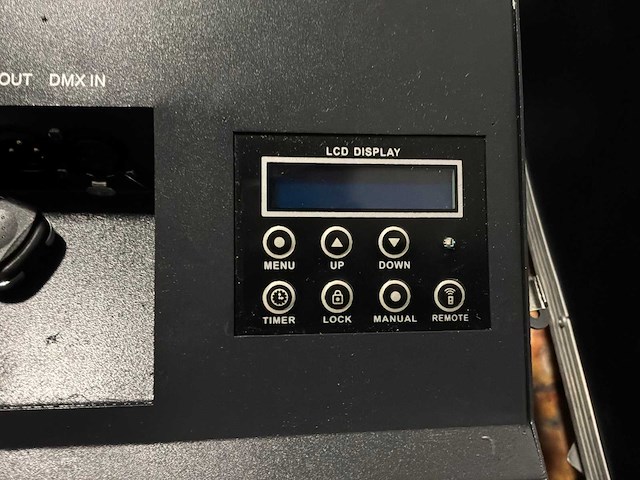 OUT DMX IN
LCD DISPLAY
MENU UP DOWN
TIMER LOCK MANUAL REMOTE